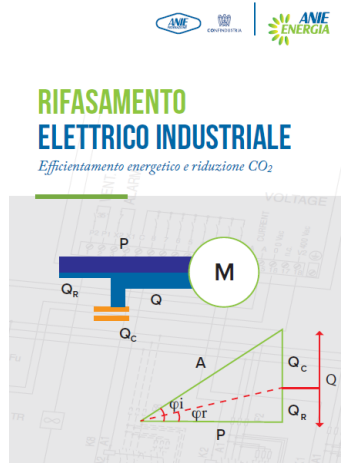 ANIE
CONFINDUSTRIA
ANIE
ENERGIA
RIFASAMENTO
ELETTRICO INDUSTRIALE
Efficientamento energetico e riduzione CO2
VOLTAGE
P
M
QR
Q
QC
A
QC
Q
φi
φr
QR
P